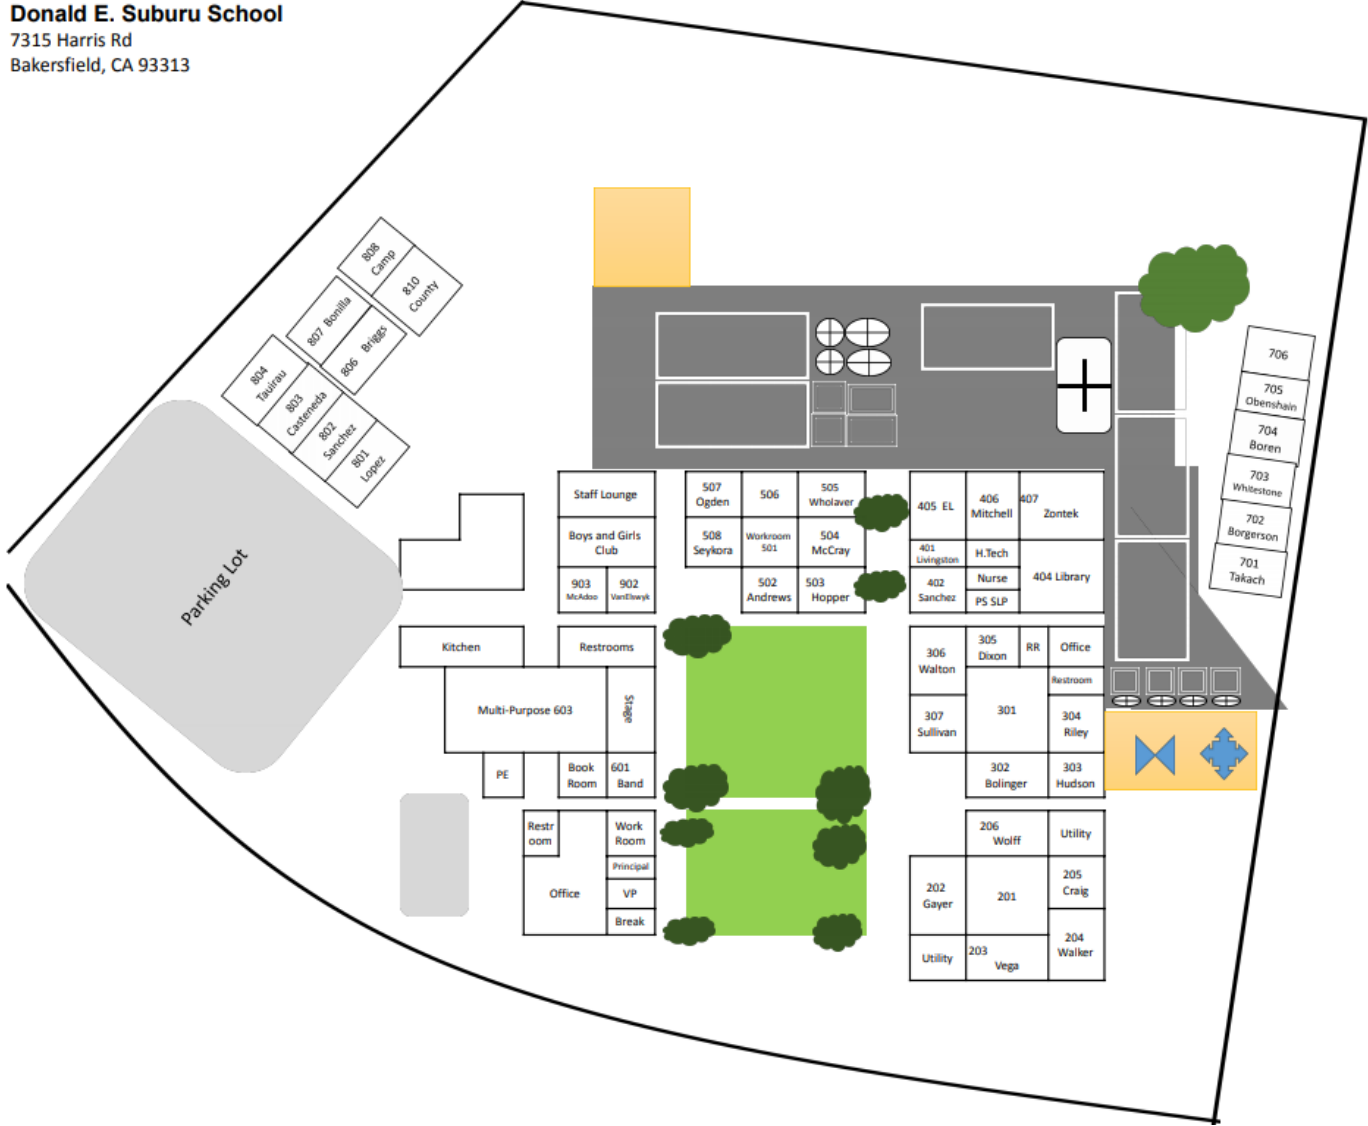 Donald E. Suburu School
7315 Harris Rd
Bakersfield, CA 93313
808
Camp
810
County
807 Bonilla
806 Briggs
804
Tauirau
803
Casteneda
802
Sanchez
801
Lopez
Parking Lot
706
705
Obenshain
704
Boren
703
Whitestone
702
Borgerson
701
Takach
Staff Lounge
Boys and Girls
Club
903
McAdoo
902
VanElswyk
507
Ogden
506
505
Wholaver
508
Seykora
Workroom
501
504
McCray
502
Andrews
503
Hopper
405 EL
406
Mitchell
407
Zontek
401
Livingston
H.Tech
402
Sanchez
Nurse
PS SLP
404 Library
Kitchen
Restrooms
Multi-Purpose 603
Stage
PE
Book
Room
601
Band
306
Walton
305
Dixon
RR
Office
Restroom
307
Sullivan
301
304
Riley
302
Bolinger
303
Hudson
Restr
oom
Work
Room
Principal
Office
VP
Break
206
Wolff
Utility
202
Gayer
201
205
Craig
204
Walker
Utility
203
Vega